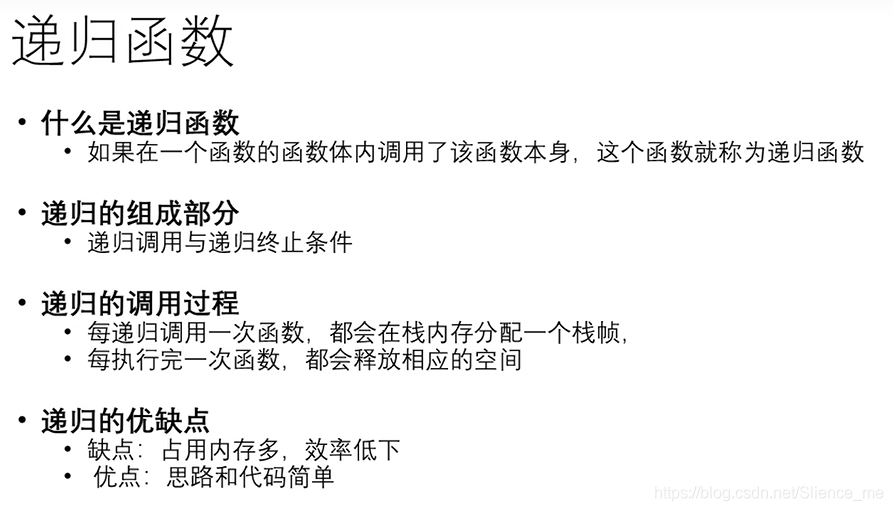 递归函数
• 什么是递归函数
• 如果在一个函数的函数体内调用了该函数本身，这个函数就称为递归函数
• 递归的组成部分
• 递归调用与递归终止条件
• 递归的调用过程
• 每递归调用一次函数，都会在栈内存分配一个栈帧，
• 每执行完一次函数，都会释放相应的空间
• 递归的优缺点
• 缺点：占用内存多，效率低下
• 优点：思路和代码简单
https://blog.csdn.net/Slience_me